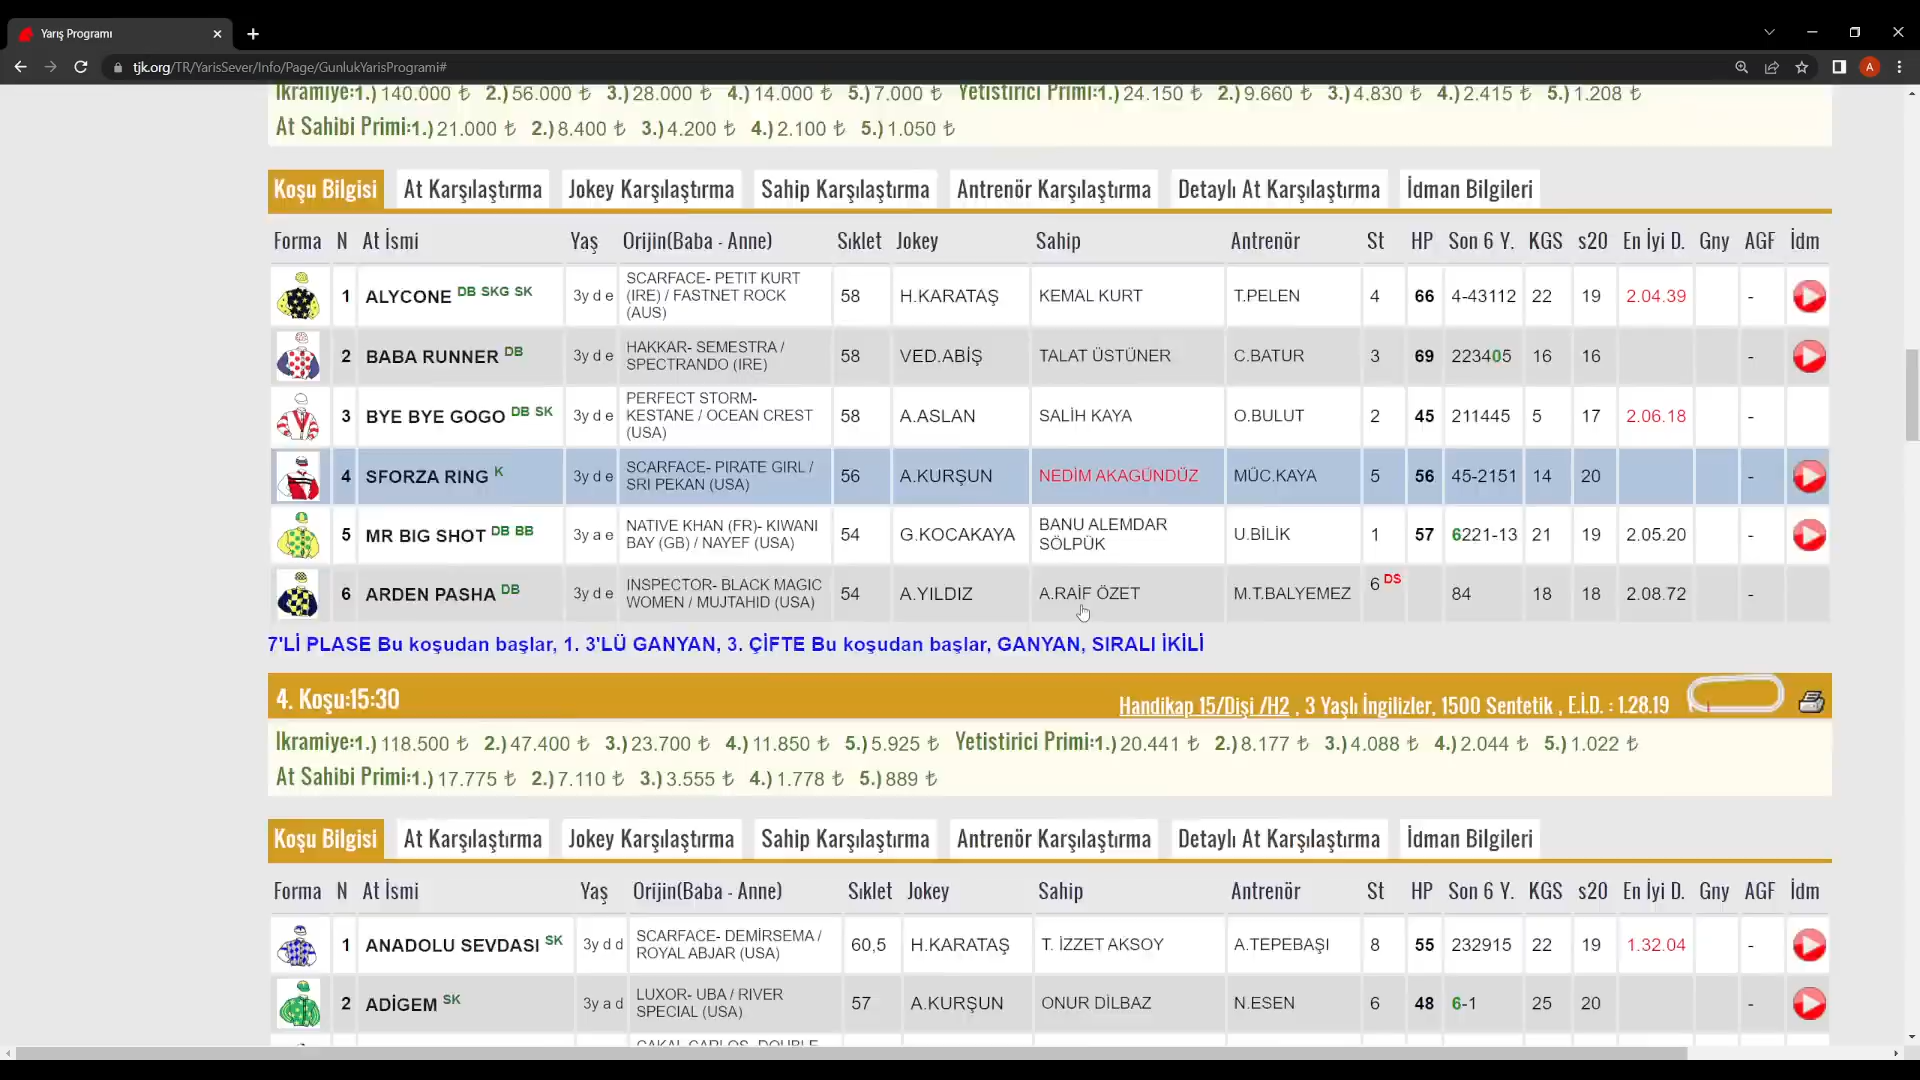 Yarış Programı
tjk.org/TR/YarisSever/Info/Page/GunlukYarisProgrami#
A
İkramiye:1.) 140.000 ₺ 2.) 56.000 ₺ 3.) 28.000 ₺ 4.) 14.000 ₺ 5.) 7.000 ₺ Yetistirici Primi:1.) 24.150 ₺ 2.) 9.660 ₺ 3.) 4.830 ₺ 4.) 2.415 ₺ 5.) 1.208 ₺
At Sahibi Primi:1.) 21.000 ₺ 2.) 8.400 ₺ 3.) 4.200 ₺ 4.) 2.100 ₺ 5.) 1.050 ₺
Koşu Bilgisi At Karşılaştırma Jokey Karşılaştırma Sahip Karşılaştırma Antrenör Karşılaştırma Detaylı At Karşılaştırma İdman Bilgileri
Forma N At İsmi Yaş Orijin(Baba - Anne) Sıklet Jokey Sahip Antrenör St HP Son 6 Y. KGS s20 En İyi D. Gny AGF İdm
1 ALYCONE DB SKG SK 3y d e SCARFACE- PETIT KURT (IRE) / FASTNET ROCK (AUS) 58 H.KARATAŞ KEMAL KURT T.PELEN 4 66 4-43112 22 19 2.04.39 -
2 BABA RUNNER DB 3y d e HAKKAR- SEMESTRA / SPECTRANDO (IRE) 58 VED.ABİŞ TALAT ÜSTÜNER C.BATUR 3 69 223405 16 16 -
3 BYE BYE GOGO DB SK 3y d e PERFECT STORM- KESTANE / OCEAN CREST (USA) 58 A.ASLAN SALİH KAYA O.BULUT 2 45 211445 5 17 2.06.18 -
4 SFORZA RING K 3y d e SCARFACE- PIRATE GIRL / SRI PEKAN (USA) 56 A.KURŞUN NEDİM AKAGÜNDÜZ MÜC.KAYA 5 56 45-2151 14 20 -
5 MR BIG SHOT DB BB 3y a e NATIVE KHAN (FR)- KIWANI BAY (GB) / NAYEF (USA) 54 G.KOCAKAYA BANU ALEMDAR SÖLPÜK U.BİLİK 1 57 6221-13 21 19 2.05.20 -
6 ARDEN PASHA DB 3y d e INSPECTOR- BLACK MAGIC WOMEN / MUJTAHID (USA) 54 A.YILDIZ A.RAİF ÖZET M.T.BALYEMEZ 6 DS 84 18 18 2.08.72 -
7'Lİ PLASE Bu koşudan başlar, 1. 3'LÜ GANYAN, 3. ÇİFTE Bu koşudan başlar, GANYAN, SIRALI İKİLİ
4. Koşu:15:30 Handikap 15/Dişi /H2 , 3 Yaşlı İngilizler, 1500 Sentetik , E.İ.D. : 1.28.19
İkramiye:1.) 118.500 ₺ 2.) 47.400 ₺ 3.) 23.700 ₺ 4.) 11.850 ₺ 5.) 5.925 ₺ Yetistirici Primi:1.) 20.441 ₺ 2.) 8.177 ₺ 3.) 4.088 ₺ 4.) 2.044 ₺ 5.) 1.022 ₺
At Sahibi Primi:1.) 17.775 ₺ 2.) 7.110 ₺ 3.) 3.555 ₺ 4.) 1.778 ₺ 5.) 889 ₺
Koşu Bilgisi At Karşılaştırma Jokey Karşılaştırma Sahip Karşılaştırma Antrenör Karşılaştırma Detaylı At Karşılaştırma İdman Bilgileri
Forma N At İsmi Yaş Orijin(Baba - Anne) Sıklet Jokey Sahip Antrenör St HP Son 6 Y. KGS s20 En İyi D. Gny AGF İdm
1 ANADOLU SEVDASI SK 3y d d SCARFACE- DEMİRSEMA / ROYAL ABJAR (USA) 60,5 H.KARATAŞ T. İZZET AKSOY A.TEPEBAŞI 8 55 232915 22 19 1.32.04 -
2 ADİGEM SK 3y a d LUXOR- UBA / RIVER SPECIAL (USA) 57 A.KURŞUN ONUR DİLBAZ N.ESEN 6 48 6-1 25 20 -